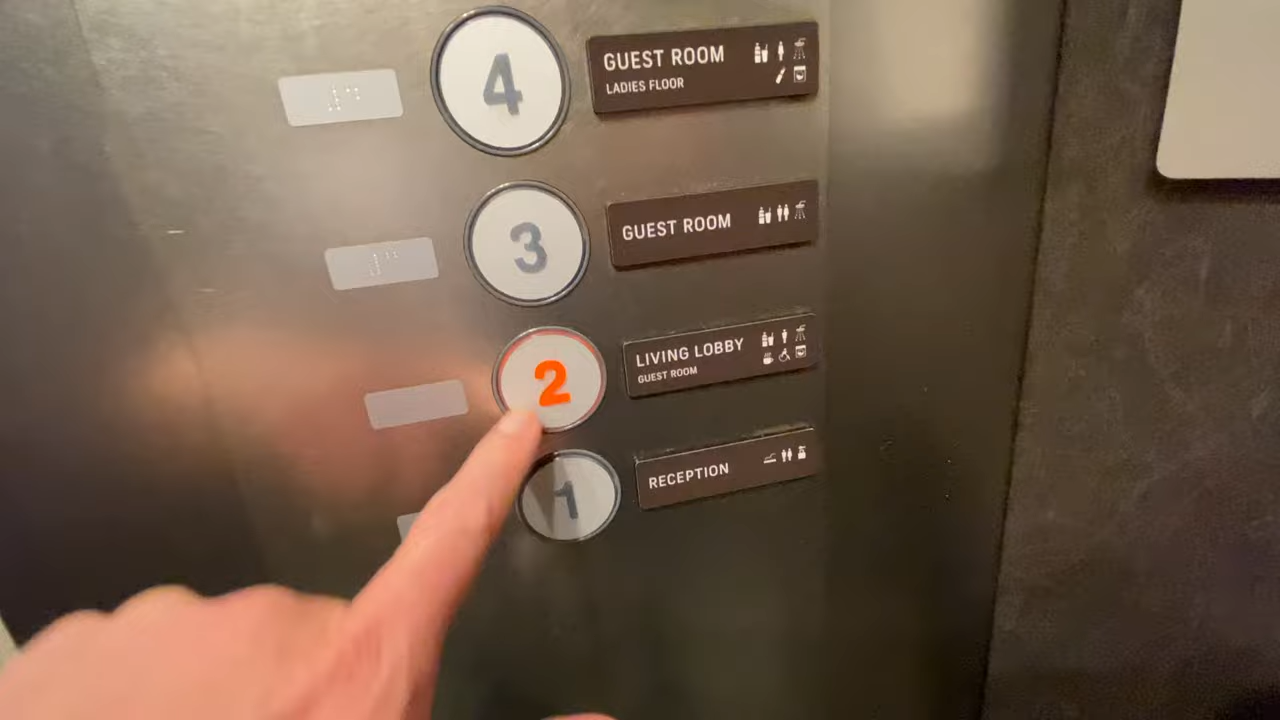 4
GUEST ROOM
LADIES FLOOR
3
GUEST ROOM
2
LIVING LOBBY
GUEST ROOM
1
RECEPTION